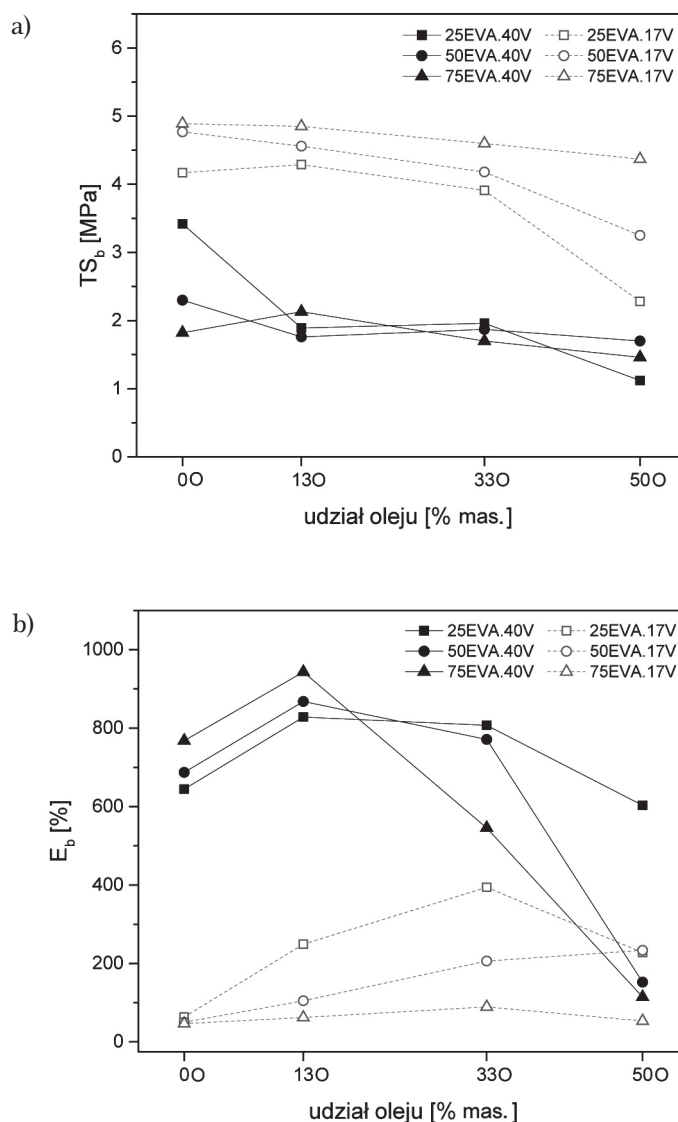 a)
25EVA.40V 25EVA.17V
50EVA.40V 50EVA.17V
75EVA.40V 75EVA.17V
6
5
4
3
2
1
0
TSb [MPa]
0O 13O 33O 50O
udział oleju [% mas.]
b)
25EVA.40V 25EVA.17V
50EVA.40V 50EVA.17V
75EVA.40V 75EVA.17V
1000
800
600
400
200
0
Eb [%]
0O 13O 33O 50O
udział oleju [% mas.]